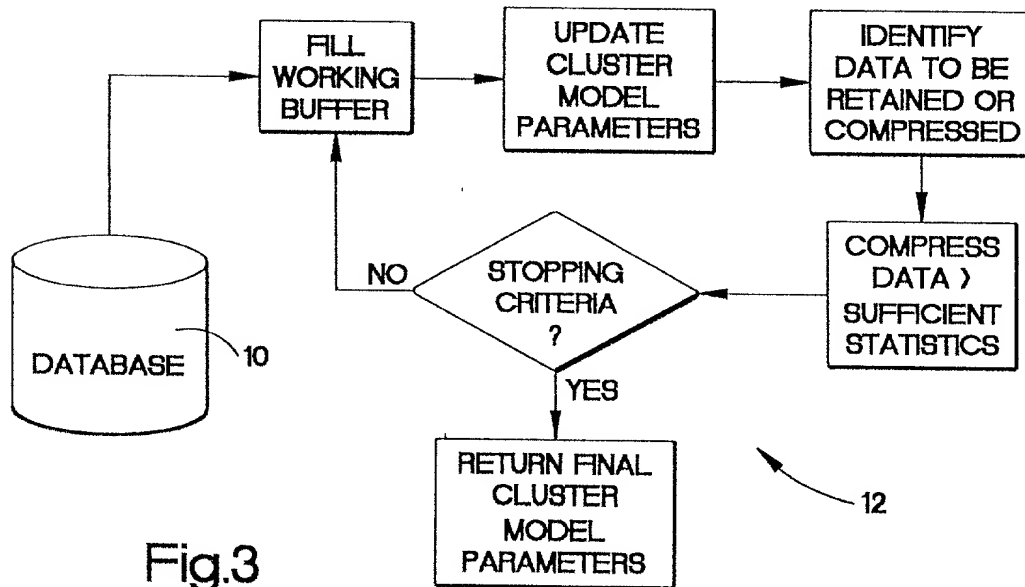 FILL
WORKING
BUFFER
UPDATE
CLUSTER
MODEL
PARAMETERS
IDENTIFY
DATA TO BE
RETAINED OR
COMPRESSED
COMPRESS
DATA >
SUFFICIENT
STATISTICS
STOPPING
CRITERIA
?
NO
YES
DATABASE
10
RETURN FINAL
CLUSTER
MODEL
PARAMETERS
12
Fig.3